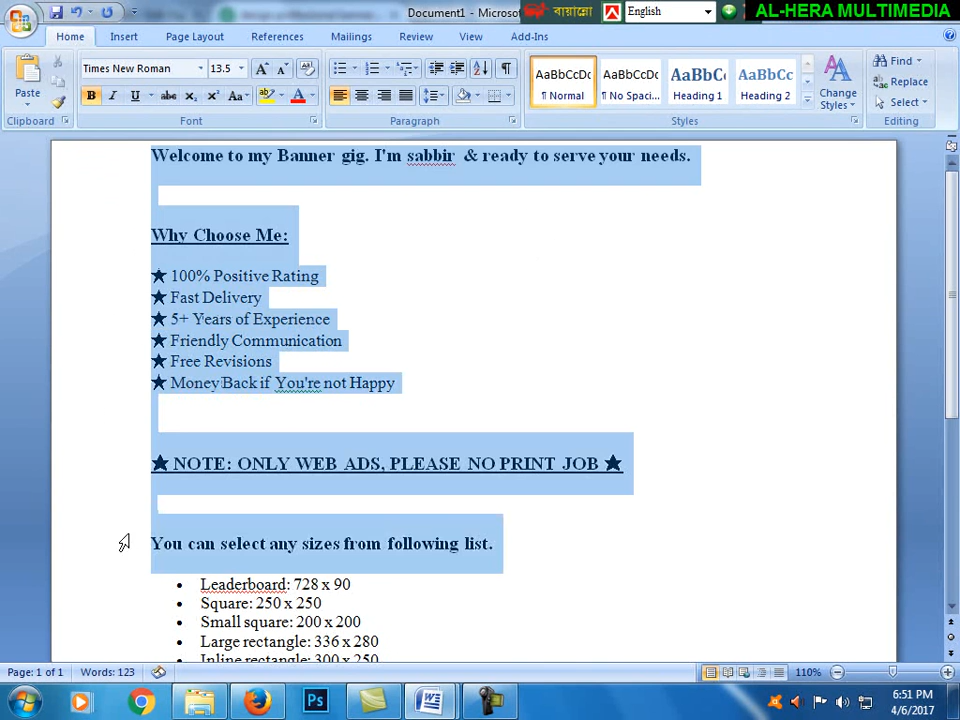 Document1 - Microsoft
বায়ান্নো
English
AL-HERA MULTIMEDIA
Home
Insert
Page Layout
References
Mailings
Review
View
Add-Ins
Paste
Times New Roman
13.5
AaBbCcDc
AaBbCcDc
AaBbC
AaBbCc
Normal
No Spaci...
Heading 1
Heading 2
Change
Styles
Find
Replace
Select
Clipboard
Font
Paragraph
Styles
Editing
Welcome to my Banner gig. I'm sabbir & ready to serve your needs.
Why Choose Me:
★ 100% Positive Rating
★ Fast Delivery
★ 5+ Years of Experience
★ Friendly Communication
★ Free Revisions
★ Money Back if You're not Happy
★ NOTE: ONLY WEB ADS, PLEASE NO PRINT JOB ★
You can select any sizes from following list.
• Leaderboard: 728 x 90
• Square: 250 x 250
• Small square: 200 x 200
• Large rectangle: 336 x 280
• Inline rectangle: 300 x 250
Page: 1 of 1
Words: 123
110%
6:51 PM
4/6/2017